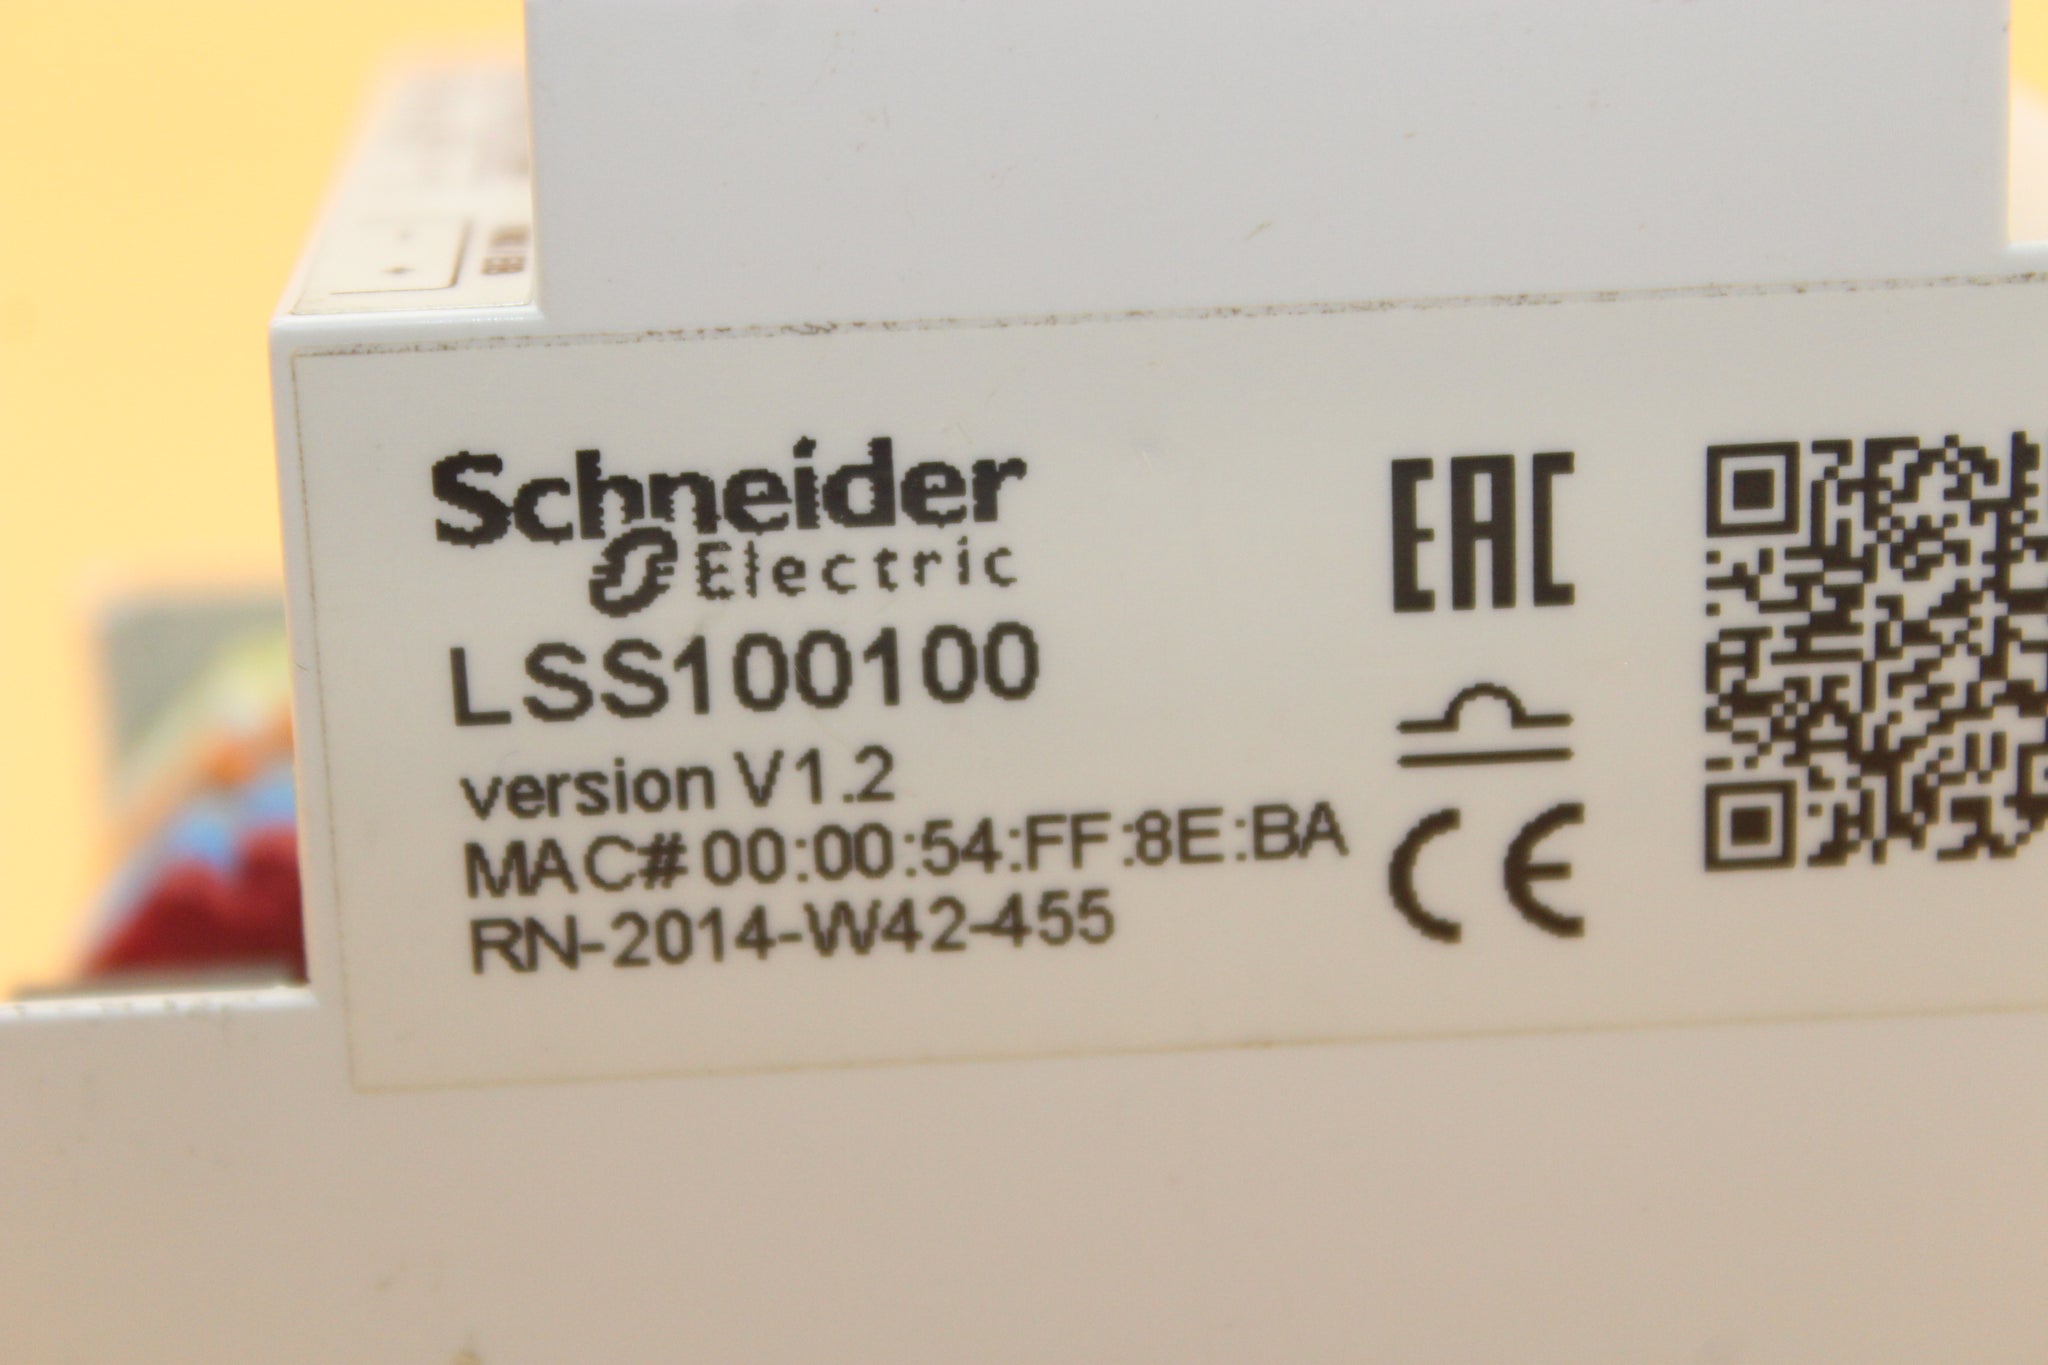 Schneider
Electric
LSS100100
version V1.2
MAC# 00:00:54:FF:8E:BA
RN-2014-W42-455
EAC
CE